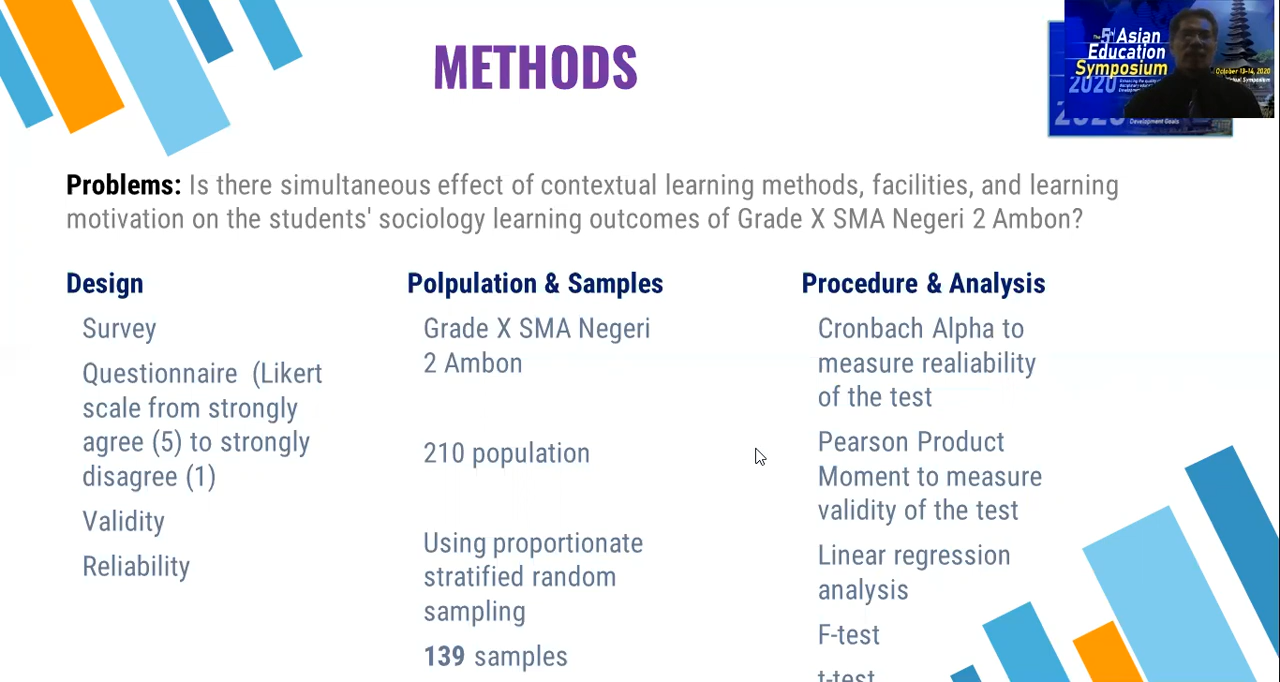 METHODS
The 5th Asian
Education
Symposium
2020
October 13-14, 2020
Development Goals
Problems: Is there simultaneous effect of contextual learning methods, facilities, and learning
motivation on the students' sociology learning outcomes of Grade X SMA Negeri 2 Ambon?
Design
Survey
Questionnaire (Likert
scale from strongly
agree (5) to strongly
disagree (1)
Validity
Reliability
Polpulation & Samples
Grade X SMA Negeri
2 Ambon
210 population
Using proportionate
stratified random
sampling
139 samples
Procedure & Analysis
Cronbach Alpha to
measure realiability
of the test
Pearson Product
Moment to measure
validity of the test
Linear regression
analysis
F-test
t-test